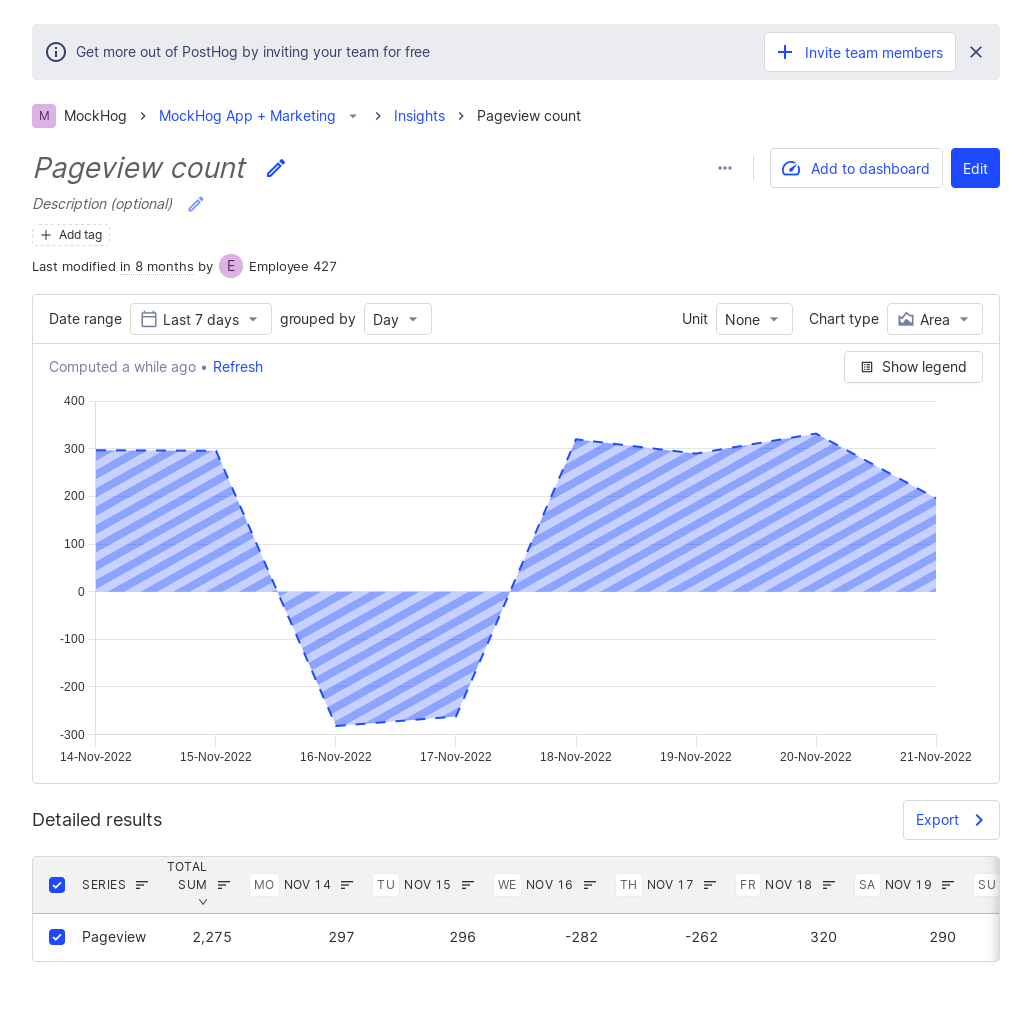 Get more out of PostHog by inviting your team for free
Invite team members
M MockHog MockHog App + Marketing Insights Pageview count
Pageview count
Add to dashboard
Edit
Description (optional)
Add tag
Last modified in 8 months by E Employee 427
Date range Last 7 days grouped by Day Unit None Chart type Area
Computed a while ago • Refresh
Show legend
400
300
200
100
0
-100
-200
-300
14-Nov-2022 15-Nov-2022 16-Nov-2022 17-Nov-2022 18-Nov-2022 19-Nov-2022 20-Nov-2022 21-Nov-2022
Detailed results
Export
SERIES TOTAL SUM MO NOV 14 TU NOV 15 WE NOV 16 TH NOV 17 FR NOV 18 SA NOV 19 SU
Pageview 2,275 297 296 -282 -262 320 290